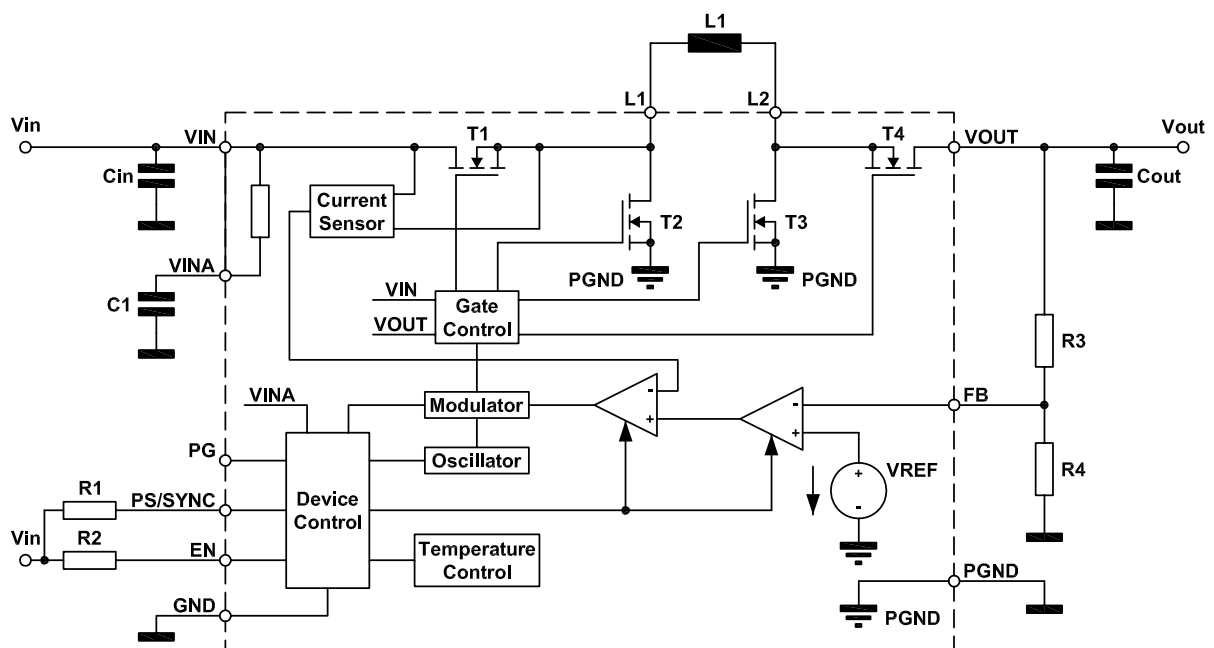 L1
L1
L2
Vin
VIN
T1
T4
VOUT
Vout
Cin
Current
Sensor
Cout
T2
T3
VINA
PGND
PGND
C1
VIN
VOUT
Gate
Control
R3
VINA
Modulator
-
+
-
+
FB
PG
Oscillator
VREF
+
-
R4
R1
PS/SYNC
Device
Control
Vin
R2
EN
Temperature
Control
GND
PGND
PGND